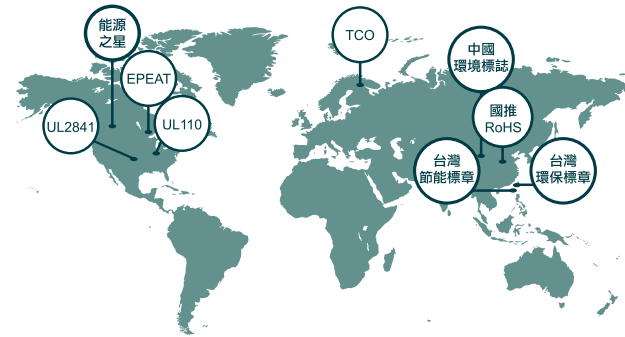 能源
之星
EPEAT
UL2841
UL110
TCO
中國
環境標誌
國推
RoHS
台灣
節能標章
台灣
環保標章